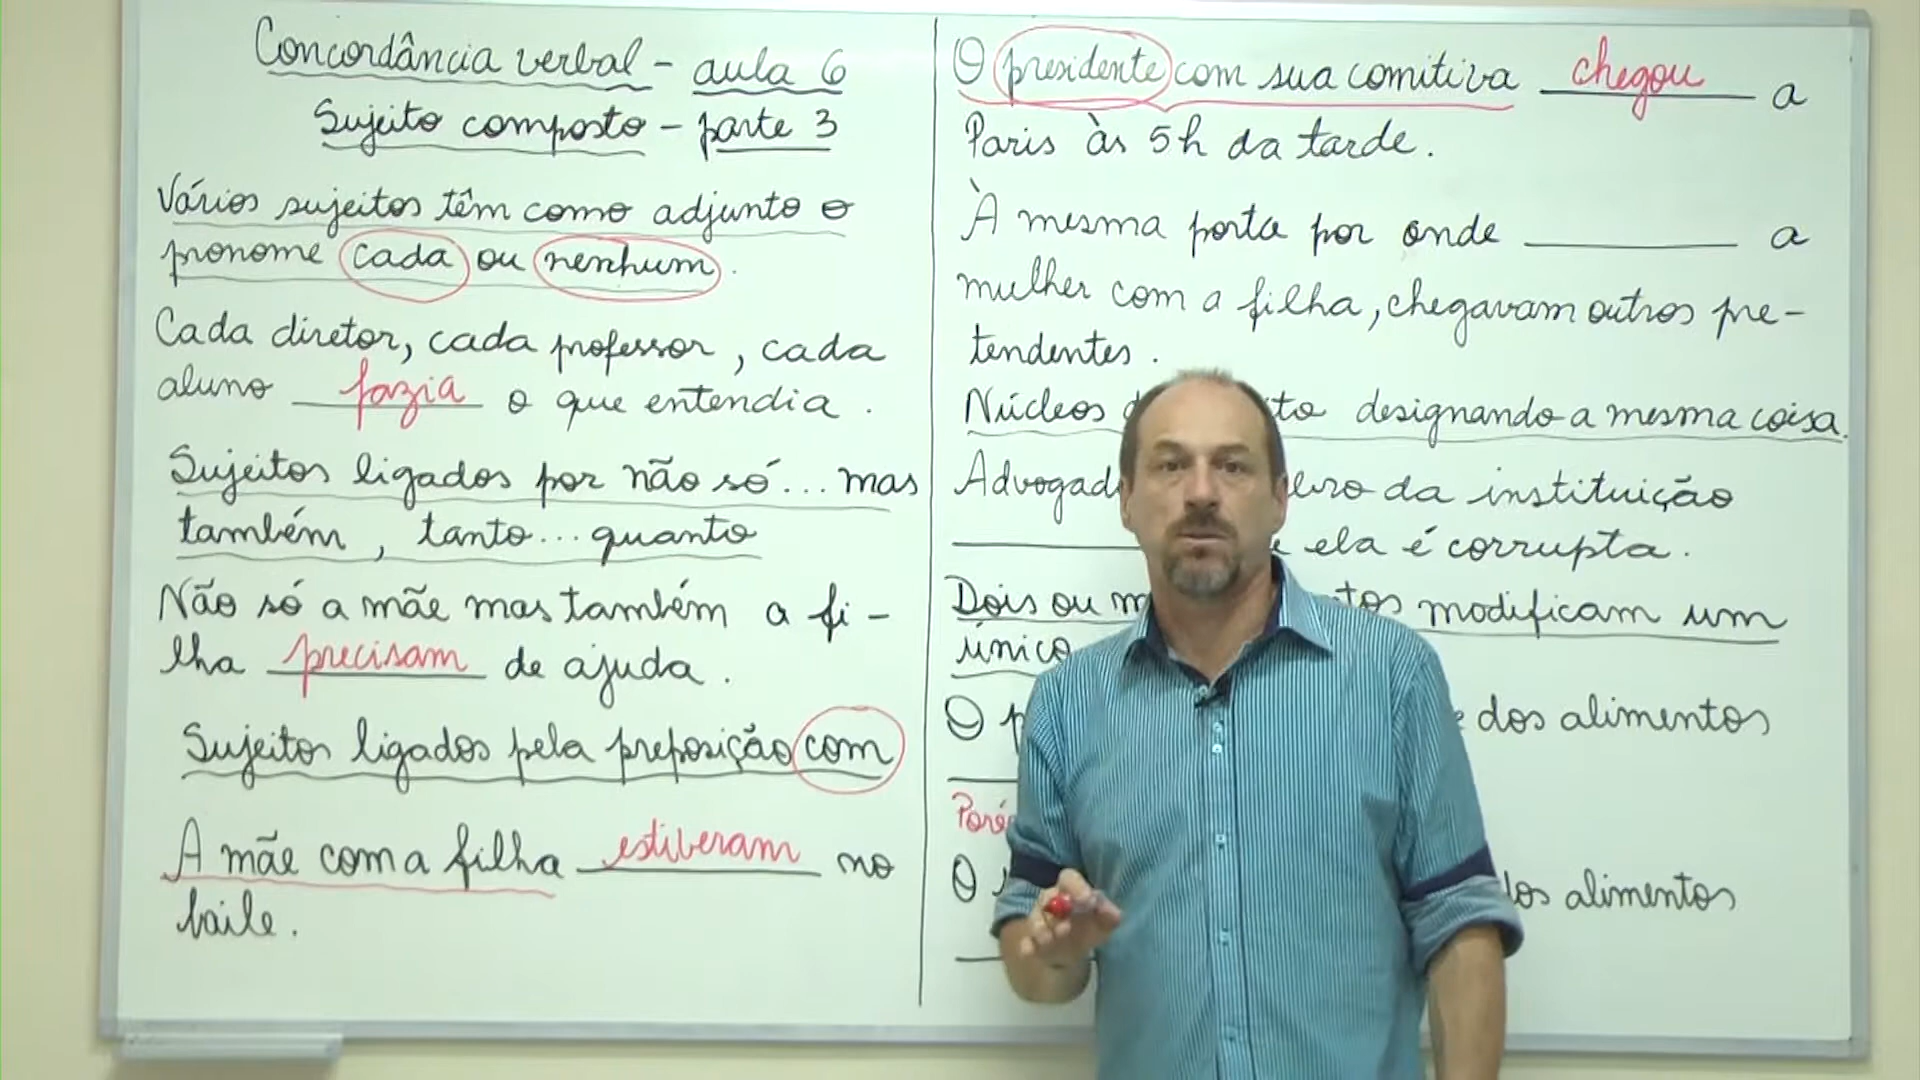 Concordância verbal - aula 6
Sujeito composto - parte 3
Vários sujeitos têm como adjunto o
pronome cada ou nenhum.
Cada diretor, cada professor, cada
aluno fazia o que entendia.
Sujeitos ligados por não só... mas
também, tanto... quanto
Não só a mãe mas também a fi-
lha precisam de ajuda.
Sujeitos ligados pela preposição com
A mãe com a filha estiveram no
baile.
O presidente com sua comitiva chegou a
Paris às 5h da tarde.
À mesma porta por onde ______ a
mulher com a filha, chegavam outros pre-
tendentes.
Núcleos designando a mesma coisa.
da instituição
ela é corrupta.
Dois ou modificam um
único
O dos alimentos
O alimentos